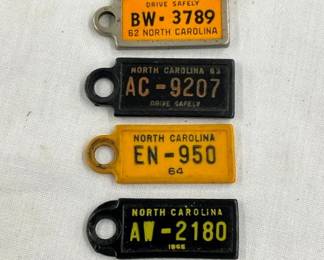 DRIVE SAFELY
BW-3789
62 NORTH CAROLINA
NORTH CAROLINA 63
AC-9207
DRIVE SAFELY
NORTH CAROLINA
EN-950
64
NORTH CAROLINA
AW-2180